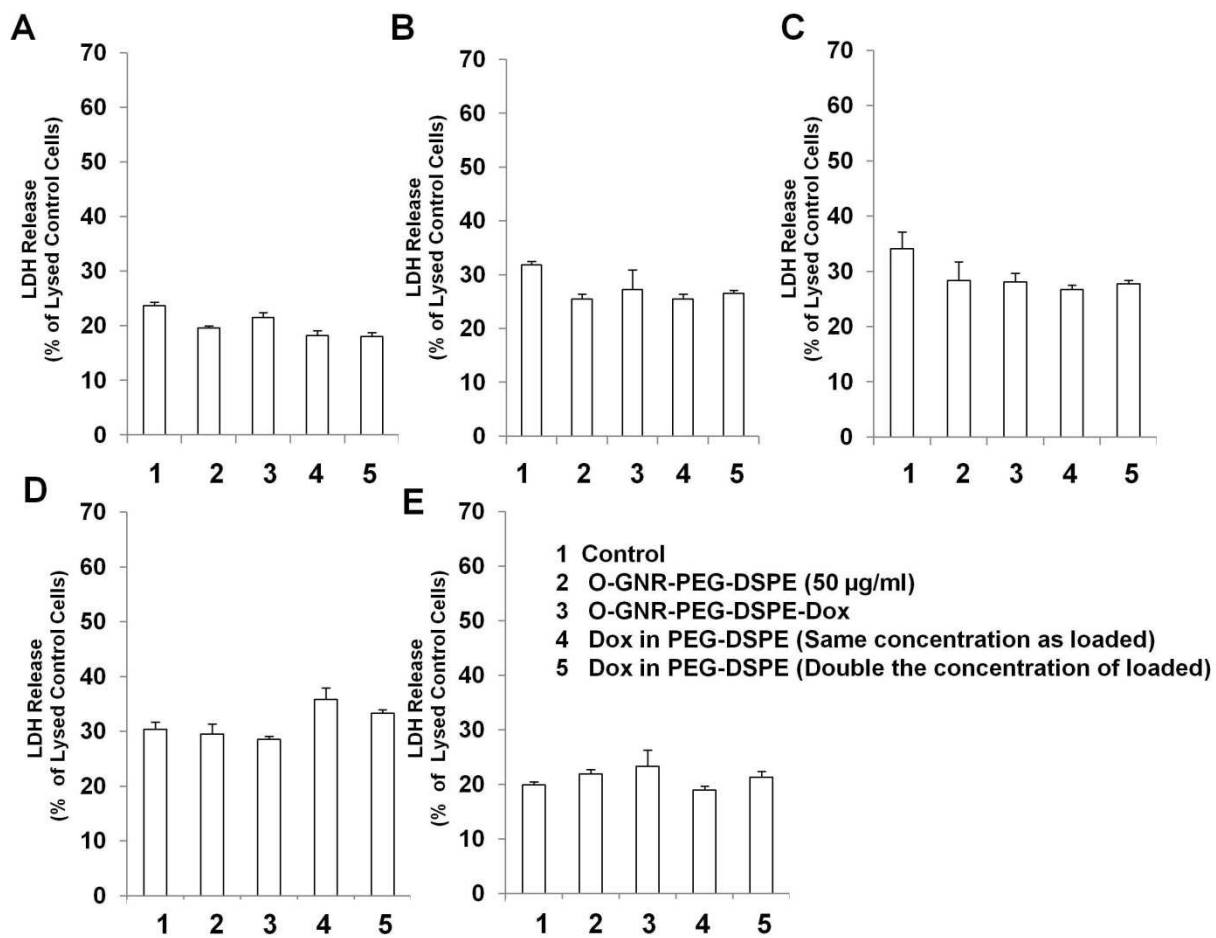 A
LDH Release
(% of Lysed Control Cells)
70
60
50
40
30
20
10
0
1 2 3 4 5
B
LDH Release
(% of Lysed Control Cells)
70
60
50
40
30
20
10
0
1 2 3 4 5
C
LDH Release
(% of Lysed Control Cells)
70
60
50
40
30
20
10
0
1 2 3 4 5
D
LDH Release
(% of Lysed Control Cells)
70
60
50
40
30
20
10
0
1 2 3 4 5
E
LDH Release
(% of Lysed Control Cells)
70
60
50
40
30
20
10
0
1 2 3 4 5
1 Control
2 O-GNR-PEG-DSPE (50 µg/ml)
3 O-GNR-PEG-DSPE-Dox
4 Dox in PEG-DSPE (Same concentration as loaded)
5 Dox in PEG-DSPE (Double the concentration of loaded)